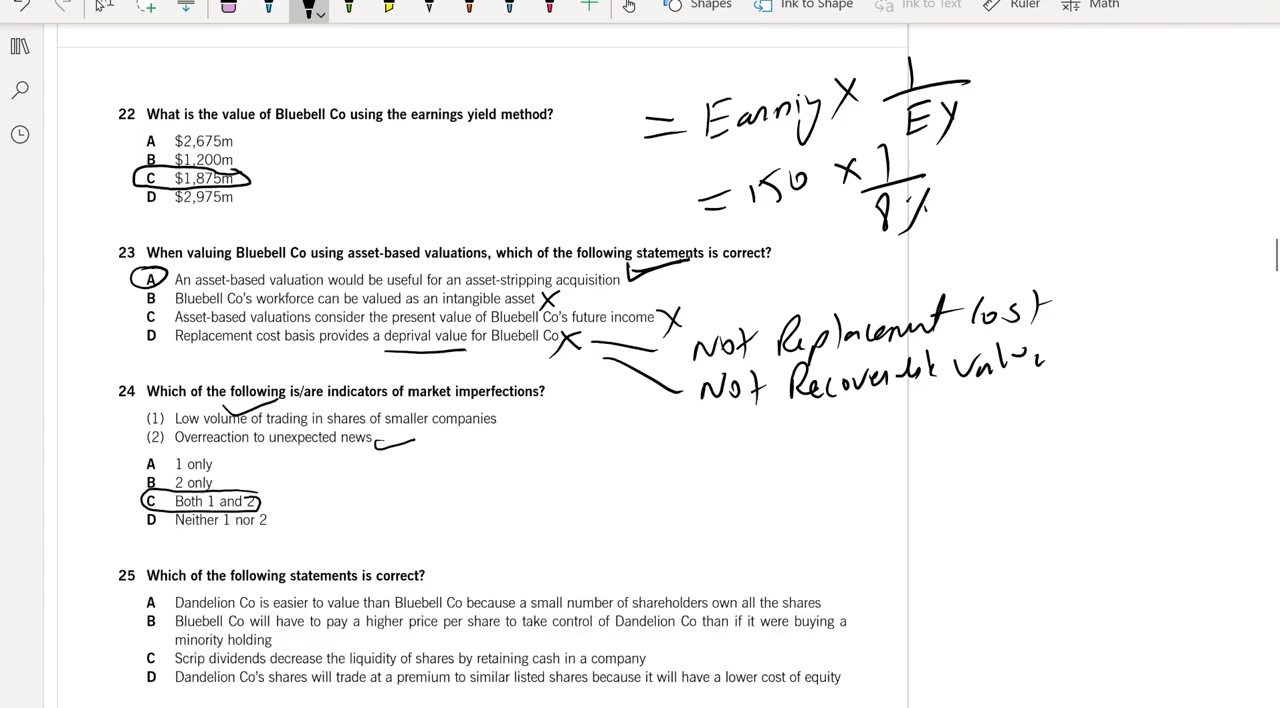 Shapes Ink to Shape Ink to Text Ruler Math
22 What is the value of Bluebell Co using the earnings yield method?
A $2,675m
B $1,200m
C $1,875m
D $2,975m
= Earning X 1
EY
= 150 X 1
8%
23 When valuing Bluebell Co using asset-based valuations, which of the following statements is correct?
A An asset-based valuation would be useful for an asset-stripping acquisition
B Bluebell Co's workforce can be valued as an intangible asset X
C Asset-based valuations consider the present value of Bluebell Co's future income X
D Replacement cost basis provides a deprival value for Bluebell Co X
Not Replacement Cost
Not Value
24 Which of the following is/are indicators of market imperfections?
(1) Low volume of trading in shares of smaller companies
(2) Overreaction to unexpected news
A 1 only
B 2 only
C Both 1 and 2
D Neither 1 nor 2
25 Which of the following statements is correct?
A Dandelion Co is easier to value than Bluebell Co because a small number of shareholders own all the shares
B Bluebell Co will have to pay a higher price per share to take control of Dandelion Co than if it were buying a
minority holding
C Scrip dividends decrease the liquidity of shares by retaining cash in a company
D Dandelion Co's shares will trade at a premium to similar listed shares because it will have a lower cost of equity